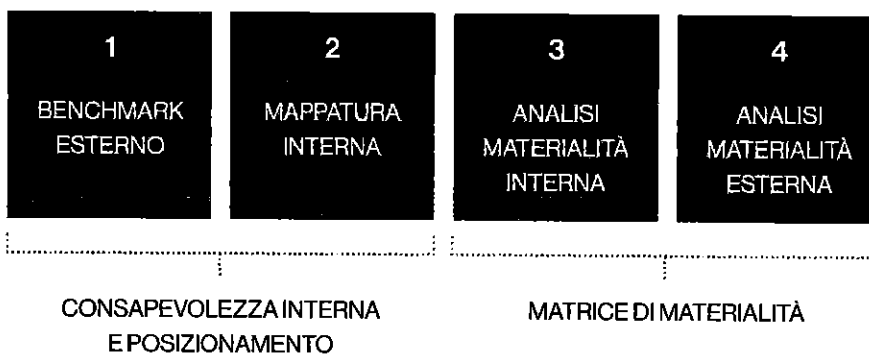 1
BENCHMARK
ESTERNO
2
MAPPATURA
INTERNA
3
ANALISI
MATERIALITÀ
INTERNA
4
ANALISI
MATERIALITÀ
ESTERNA
CONSAPEVOLEZZA INTERNA
E POSIZIONAMENTO
MATRICE DI MATERIALITÀ